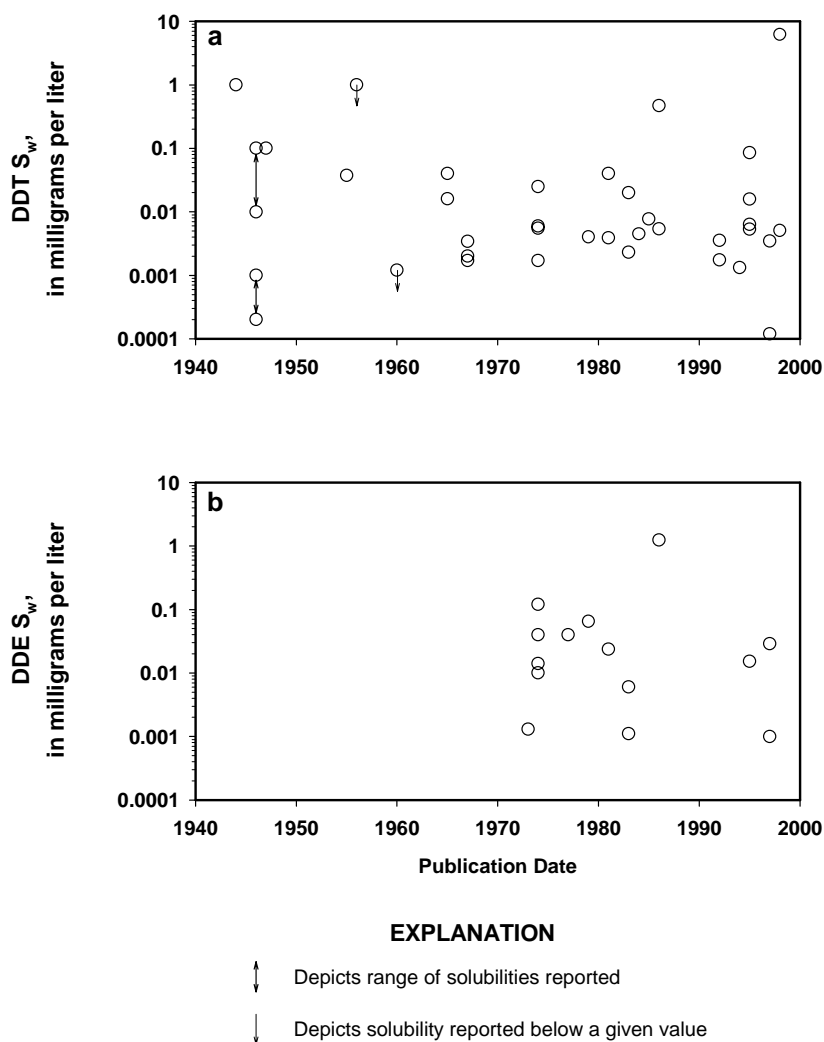 a
DDT Sw,
in milligrams per liter
10
1
0.1
0.01
0.001
0.0001
1940 1950 1960 1970 1980 1990 2000
b
DDE Sw,
in milligrams per liter
10
1
0.1
0.01
0.001
0.0001
1940 1950 1960 1970 1980 1990 2000
Publication Date
EXPLANATION
Depicts range of solubilities reported
Depicts solubility reported below a given value